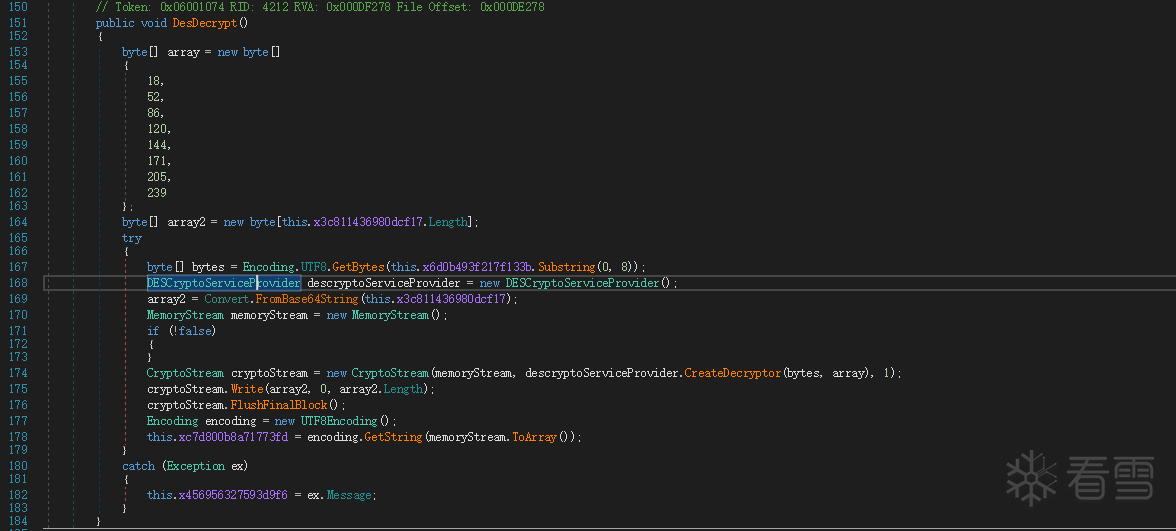 150 // Token: 0x06001074 RID: 4212 RVA: 0x000DF278 File Offset: 0x000DE278
151 public void DesDecrypt()
152 {
153 byte[] array = new byte[]
154 {
155 18,
156 52,
157 86,
158 120,
159 144,
160 171,
161 205,
162 239
163 };
164 byte[] array2 = new byte[this.x3c811436980dcf17.Length];
165 try
166 {
167 byte[] bytes = Encoding.UTF8.GetBytes(this.x6d0b493f217f133b.Substring(0, 8));
168 DESCryptoServiceProvider descryptoServiceProvider = new DESCryptoServiceProvider();
169 array2 = Convert.FromBase64String(this.x3c811436980dcf17);
170 MemoryStream memoryStream = new MemoryStream();
171 if (!false)
172 {
173 }
174 CryptoStream cryptoStream = new CryptoStream(memoryStream, descryptoServiceProvider.CreateDecryptor(bytes, array), 1);
175 cryptoStream.Write(array2, 0, array2.Length);
176 cryptoStream.FlushFinalBlock();
177 Encoding encoding = new UTF8Encoding();
178 this.xc7d800b8a71773fd = encoding.GetString(memoryStream.ToArray());
179 }
180 catch (Exception ex)
181 {
182 this.x456956327593d9f6 = ex.Message;
183 }
184 }
看雪